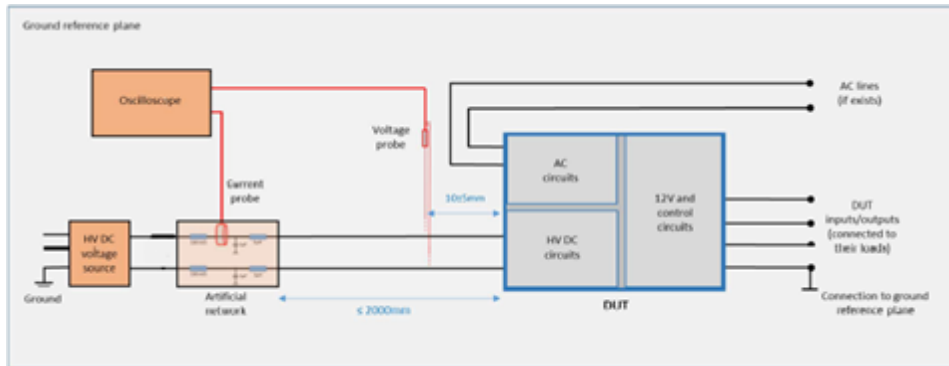 Ground reference plane
Oscilloscope
AC lines
(if exists)
Voltage
probe
Current
probe
AC
circuits
12V and
control
circuits
10±5mm
DUT
inputs/outputs
(connected to
their loads)
HV DC
voltage
source
HV DC
circuits
Ground
Artificial
network
≤ 2000mm
DUT
Connection to ground
reference plane